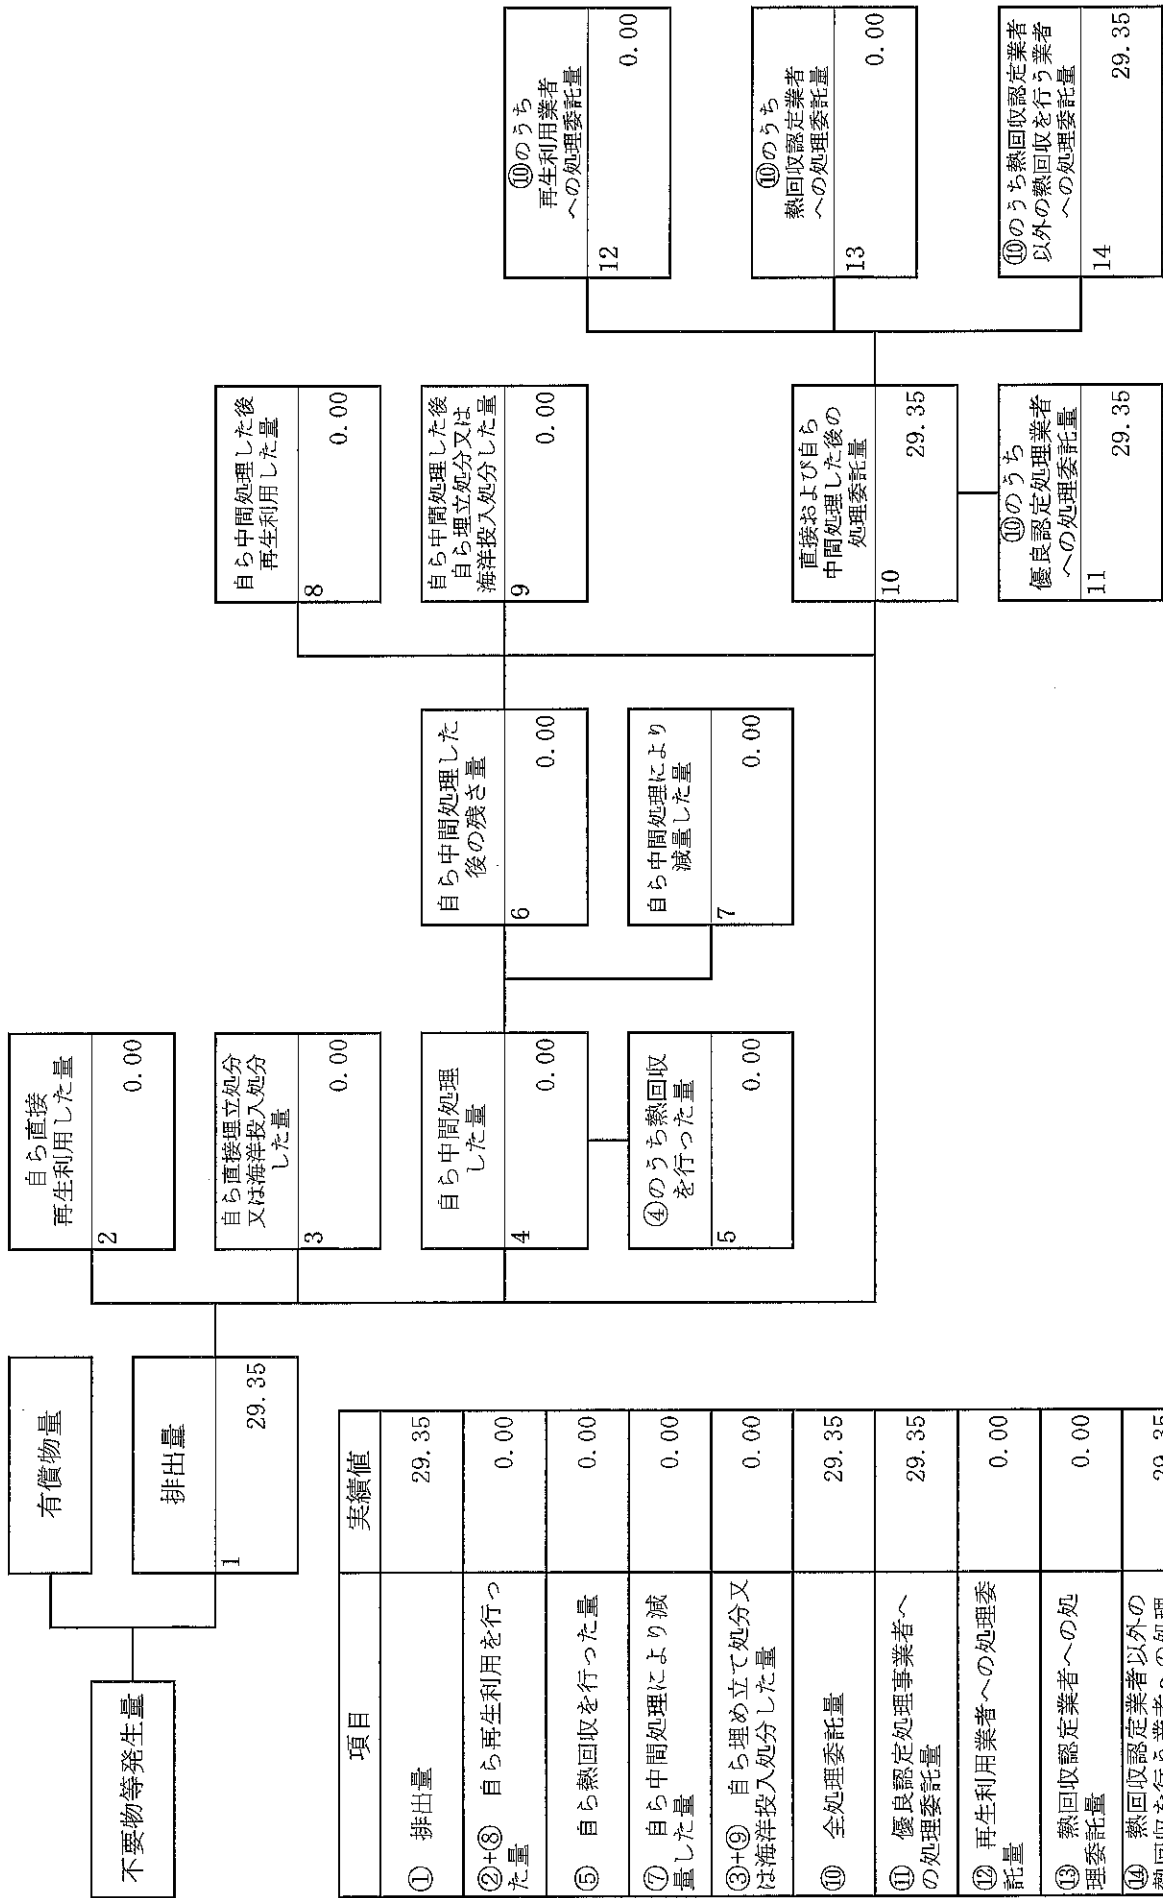 不要物等発生量
有償物量
排出量
1
29.35
自ら直接
再生利用した量
2
0.00
自ら直接埋立処分
又は海洋投入処分
した量
3
0.00
自ら中間処理
した量
4
0.00
④のうち熱回収
を行った量
5
0.00
自ら中間処理した
後の残さ量
6
0.00
自ら中間処理により
減量した量
7
0.00
自ら中間処理した後
再生利用した量
8
0.00
自ら中間処理した後
自ら埋立処分又は
海洋投入処分した量
9
0.00
直接および自ら
中間処理した後の
処理委託量
10
29.35
⑩のうち
優良認定処理業者
への処理委託量
11
29.35
⑩のうち
再生利用業者
への処理委託量
12
0.00
⑩のうち
熱回収認定業者
への処理委託量
13
0.00
⑩のうち熱回収認定業者
以外の熱回収を行う業者
への処理委託量
14
29.35
項目
実績値
① 排出量
29.35
②+⑧ 自ら再生利用を行っ
た量
0.00
⑤ 自ら熱回収を行った量
0.00
⑦ 自ら中間処理により減
量した量
0.00
③+⑨ 自ら埋め立て処分又
は海洋投入処分した量
0.00
⑩ 全処理委託量
29.35
⑪ 優良認定処理事業者へ
の処理委託量
29.35
⑫ 再生利用業者への処理委
託量
0.00
⑬ 熱回収認定業者への処
理委託量
0.00
⑭ 熱回収認定業者以外の
熱回収を行う業者への処理
29.35